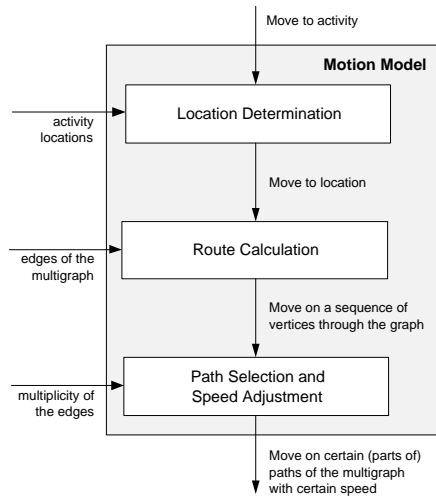 Move to activity
Motion Model
Location Determination
activity
locations
Move to location
Route Calculation
edges of the
multigraph
Move on a sequence of
vertices through the graph
Path Selection and
Speed Adjustment
multiplicity of
the edges
Move on certain (parts of)
paths of the multigraph
with certain speed